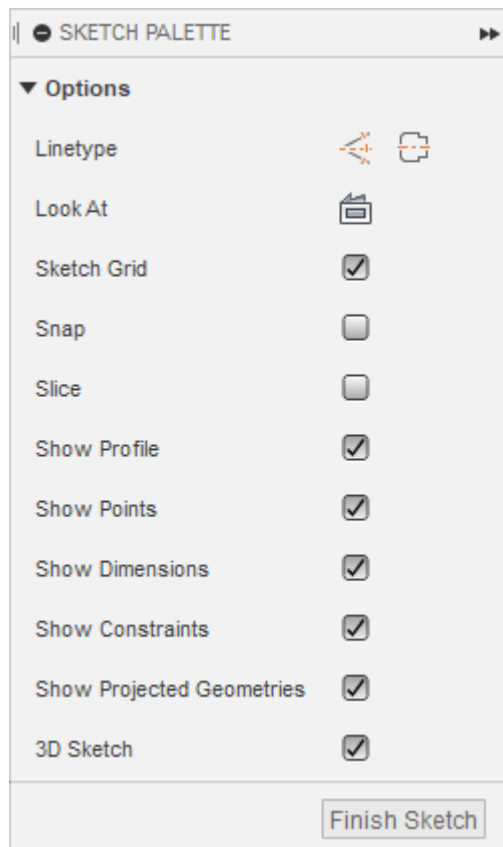 SKETCH PALETTE
Options
Linetype
Look At
Sketch Grid
Snap
Slice
Show Profile
Show Points
Show Dimensions
Show Constraints
Show Projected Geometries
3D Sketch
Finish Sketch